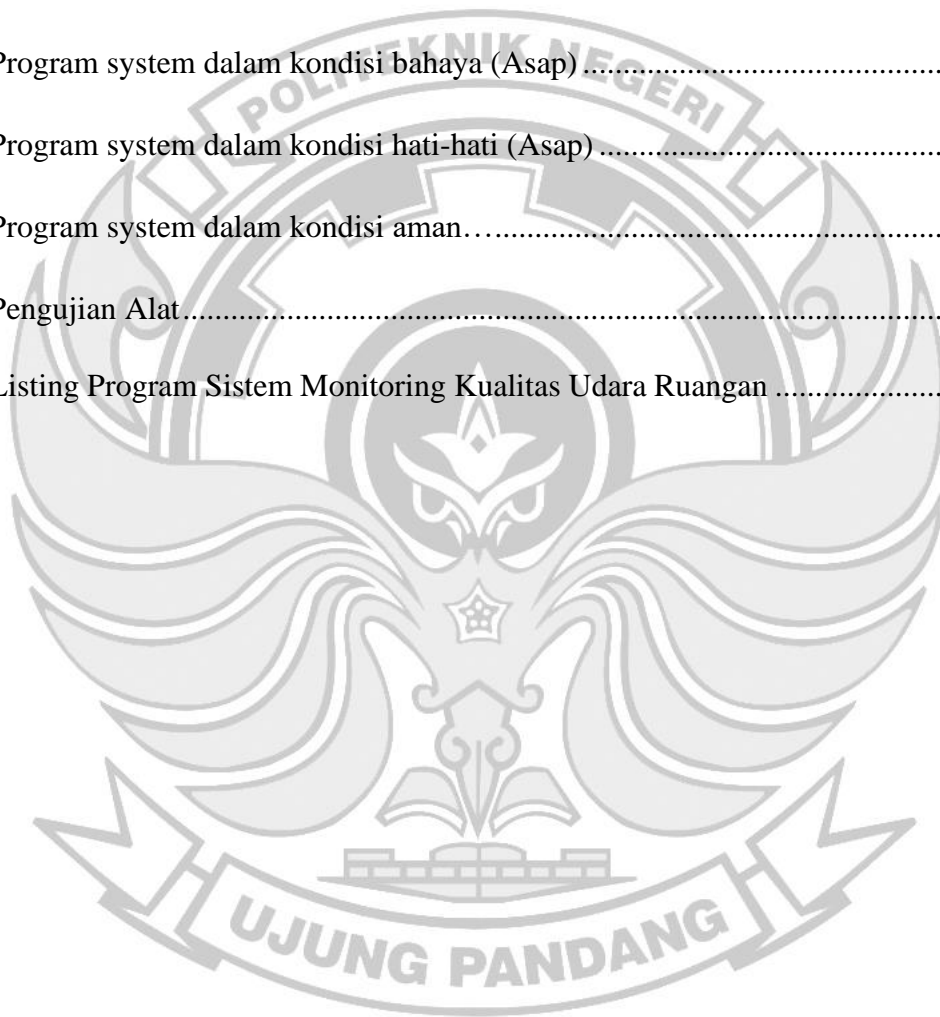 POLITEKNIK NEGERI
Program system dalam kondisi bahaya (Asap) ............................................
Program system dalam kondisi hati-hati (Asap) ..........................................
Program system dalam kondisi aman…......................................................
Pengujian Alat..............................................................................................
Listing Program Sistem Monitoring Kualitas Udara Ruangan .....................
UJUNG PANDANG